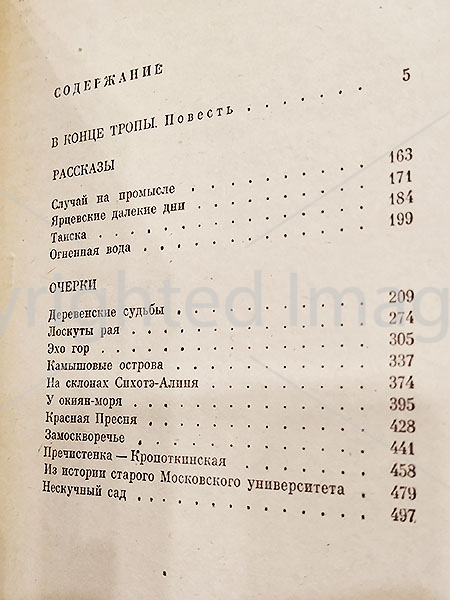 СОДЕРЖАНИЕ
В КОНЦЕ ТРОПЫ. Повесть . . . . . . . 5
РАССКАЗЫ
Случай на промысле . . . . . . . . . 163
Ярцевские далекие дни . . . . . . . . 171
Таиска . . . . . . . . . . . . . 184
Огненная вода . . . . . . . . . . . 199
ОЧЕРКИ
Деревенские судьбы . . . . . . . . . 209
Лоскуты рая . . . . . . . . . . . 274
Эхо гор . . . . . . . . . . . . . 305
Камышовые острова . . . . . . . . . 337
На склонах Сихотэ-Алиня . . . . . . . 374
У окиян-моря . . . . . . . . . . . 395
Красная Пресня . . . . . . . . . . 428
Замоскворечье . . . . . . . . . . . 441
Пречистенка — Кропоткинская . . . . . . 458
Из истории старого Московского университета . 479
Нескучный сад . . . . . . . . . . . 497
yrighted Imag